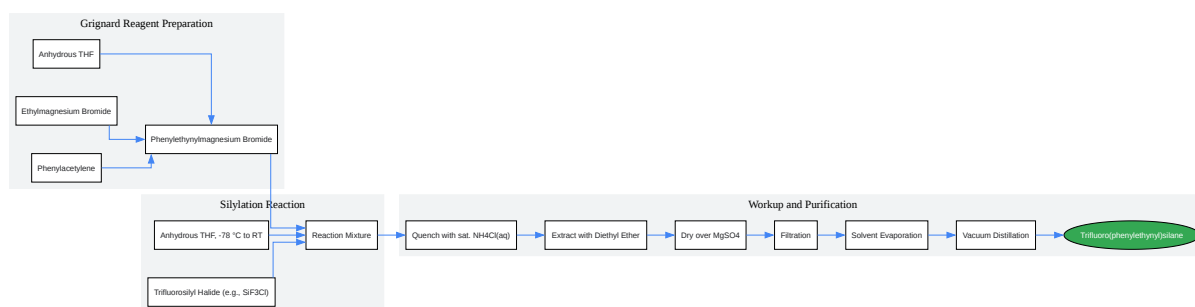 Grignard Reagent Preparation
Anhydrous THF
Ethylmagnesium Bromide
Phenylethynylmagnesium Bromide
Phenylacetylene
Silylation Reaction
Anhydrous THF, -78 °C to RT
Reaction Mixture
Trifluorosilyl Halide (e.g., SiF3Cl)
Workup and Purification
Quench with sat. NH4Cl(aq)
Extract with Diethyl Ether
Dry over MgSO4
Filtration
Solvent Evaporation
Vacuum Distillation
Trifluoro(phenylethynyl)silane